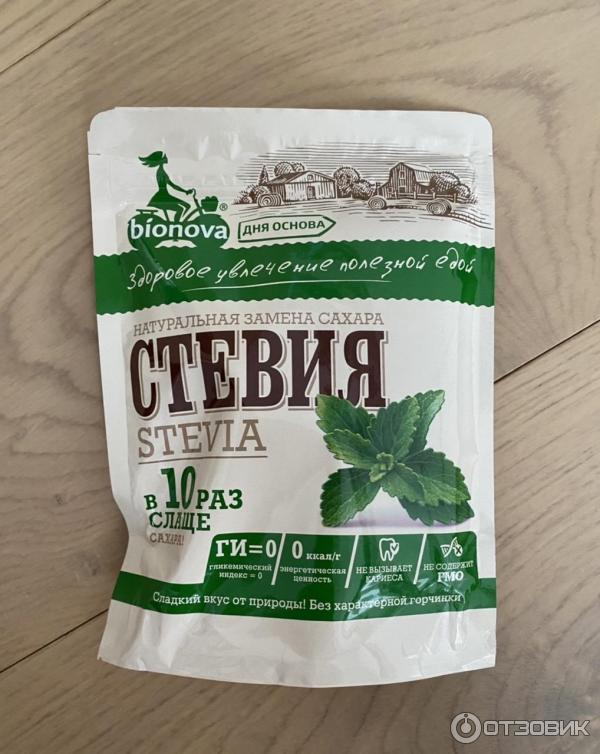 bionova®
ДНЯ ОСНОВА
Здоровое увлечение полезной едой
НАТУРАЛЬНАЯ ЗАМЕНА САХАРА
СТЕВИЯ
STEVIA
В 10 РАЗ
СЛАЩЕ
САХАРА!
ГИ=0
гликемический
индекс = 0
0 ккал/г
энергетическая
ценность
НЕ ВЫЗЫВАЕТ
КАРИЕСА
НЕ СОДЕРЖИТ
ГМО
Сладкий вкус от природы! Без характерной горчинки
ОТЗОВИК